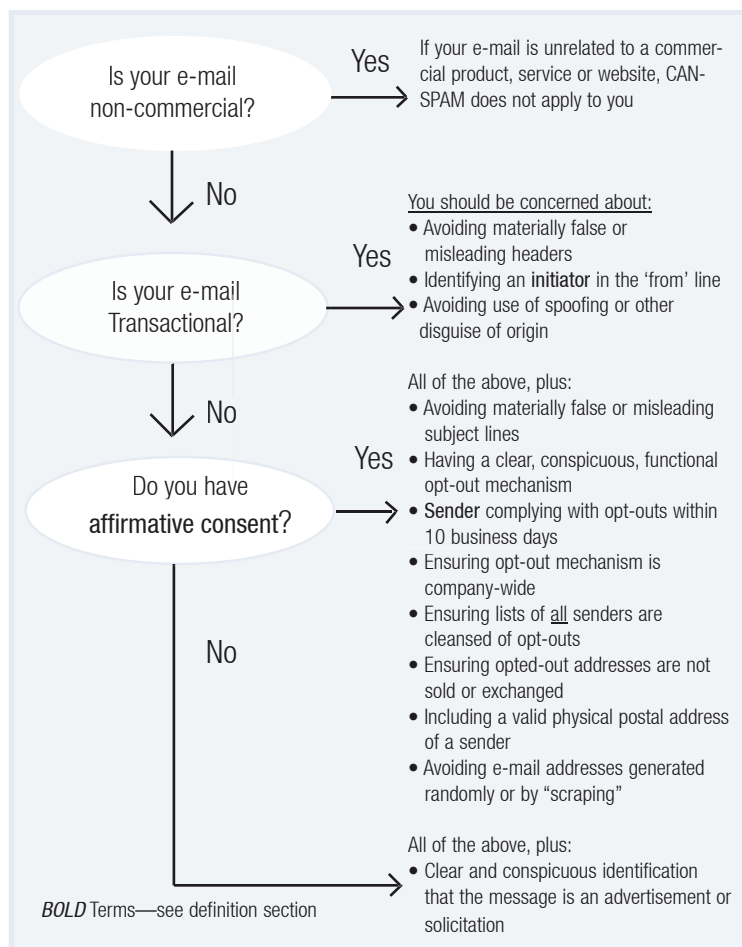 Is your e-mail
non-commercial?
Yes
If your e-mail is unrelated to a commer-
cial product, service or website, CAN-
SPAM does not apply to you
No
Is your e-mail
Transactional?
Yes
You should be concerned about:
• Avoiding materially false or
misleading headers
• Identifying an initiator in the ‘from’ line
• Avoiding use of spoofing or other
disguise of origin
No
Do you have
affirmative consent?
Yes
All of the above, plus:
• Avoiding materially false or misleading
subject lines
• Having a clear, conspicuous, functional
opt-out mechanism
• Sender complying with opt-outs within
10 business days
• Ensuring opt-out mechanism is
company-wide
• Ensuring lists of all senders are
cleansed of opt-outs
• Ensuring opted-out addresses are not
sold or exchanged
• Including a valid physical postal address
of a sender
• Avoiding e-mail addresses generated
randomly or by “scraping”
No
All of the above, plus:
• Clear and conspicuous identification
that the message is an advertisement or
solicitation
BOLD Terms—see definition section